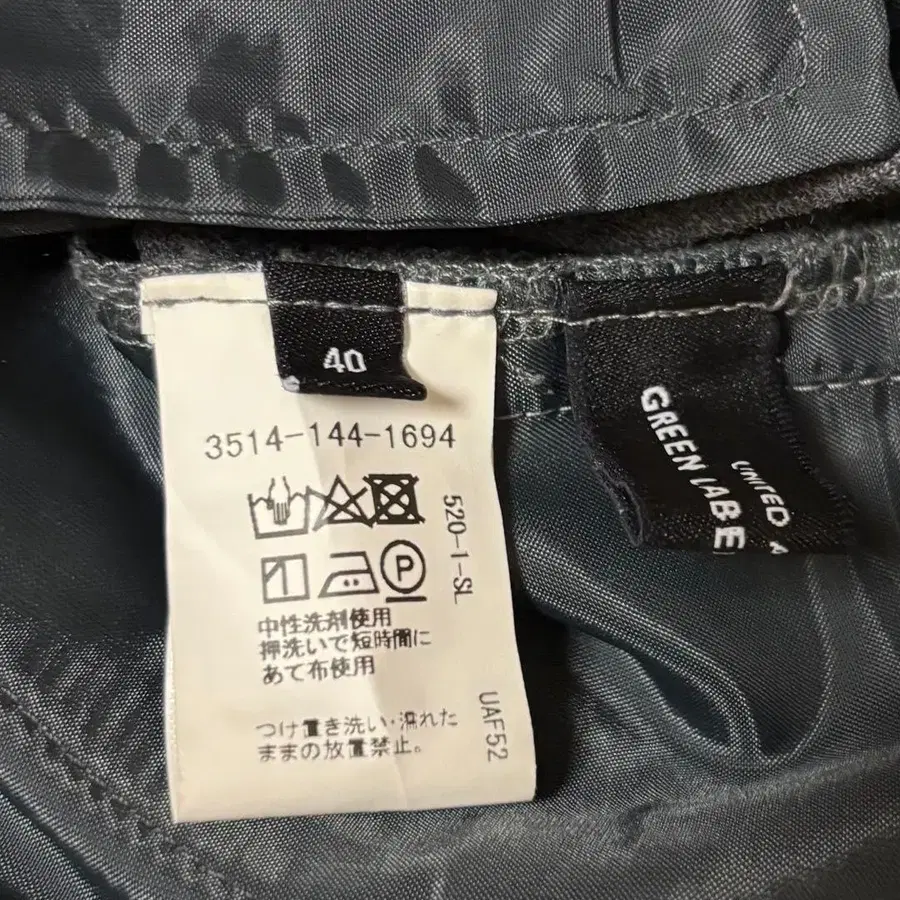 40
3514-144-1694
520-1-SL
P
中性洗剤使用
押洗いで短時間に
あて布使用
つけ置き洗い・濡れた
ままの放置禁止。
UAF52
GREEN LABE
UNITED A